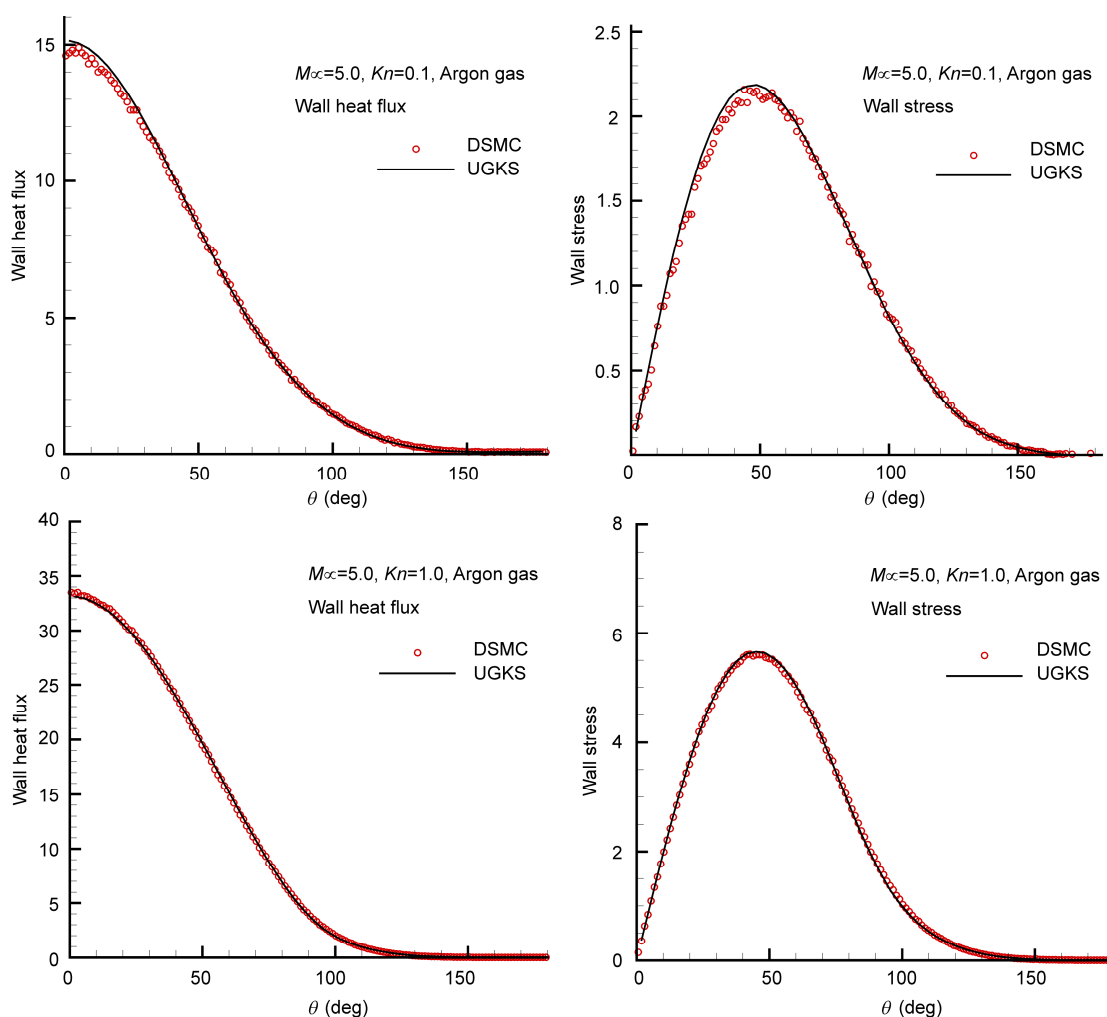 M∝=5.0, Kn=0.1, Argon gas
Wall heat flux
DSMC
UGKS
Wall heat flux
15
10
5
0
0
50
100
150
θ (deg)
M∝=5.0, Kn=0.1, Argon gas
Wall stress
DSMC
UGKS
Wall stress
2.5
2
1.5
1.0
0.5
0
50
100
150
θ (deg)
M∝=5.0, Kn=1.0, Argon gas
Wall heat flux
DSMC
UGKS
Wall heat flux
40
35
30
25
20
15
10
5
0
0
50
100
150
θ (deg)
M∝=5.0, Kn=1.0, Argon gas
Wall stress
DSMC
UGKS
Wall stress
8
6
4
2
0
0
50
100
150
θ (deg)